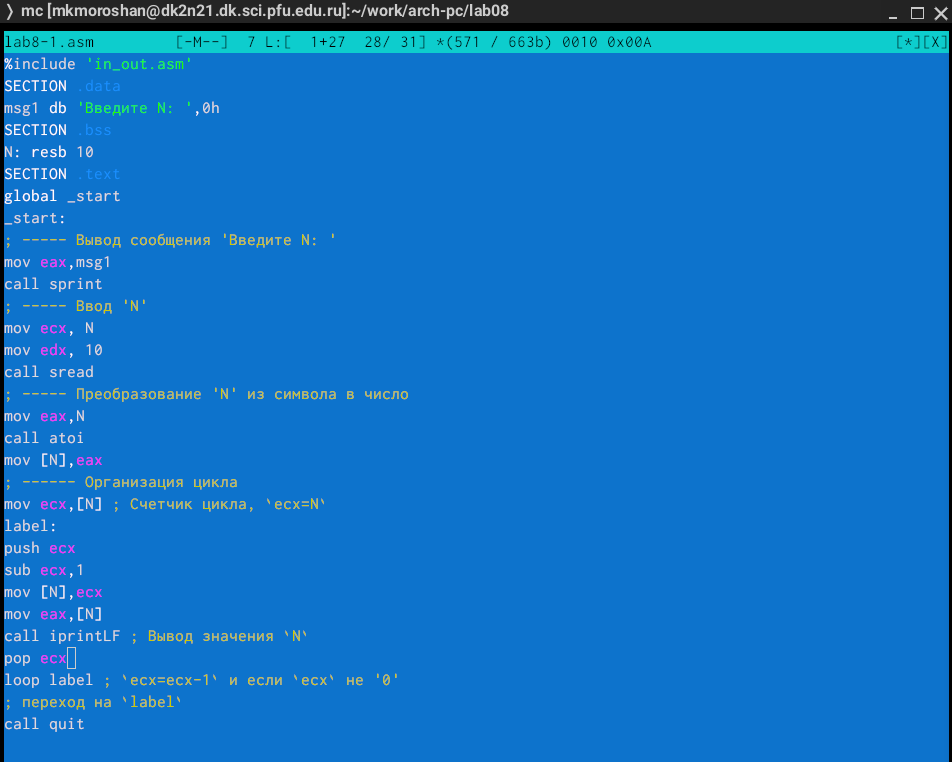 mc [mkmoroshan@dk2n21.dk.sci.pfu.edu.ru]:~/work/arch-pc/lab08
lab8-1.asm [-M--] 7 L:[ 1+27 28/ 31] *(571 / 663b) 0010 0x00A [*][X]
%include 'in_out.asm'
SECTION .data
msg1 db 'Введите N: ',0h
SECTION .bss
N: resb 10
SECTION .text
global _start
_start:
; ----- Вывод сообщения 'Введите N: '
mov eax,msg1
call sprint
; ----- Ввод 'N'
mov ecx, N
mov edx, 10
call sread
; ----- Преобразование 'N' из символа в число
mov eax,N
call atoi
mov [N],eax
; ------ Организация цикла
mov ecx,[N] ; Счетчик цикла, `ecx=N`
label:
push ecx
sub ecx,1
mov [N],ecx
mov eax,[N]
call iprintLF ; Вывод значения `N`
pop ecx
loop label ; `ecx=ecx-1` и если `ecx` не '0'
; переход на `label`
call quit